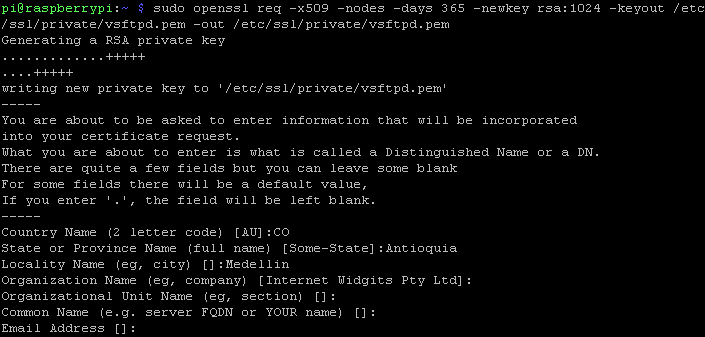 pi@raspberrypi:~ $ sudo openssl req -x509 -nodes -days 365 -newkey rsa:1024 -keyout /etc
/ssl/private/vsftpd.pem -out /etc/ssl/private/vsftpd.pem
Generating a RSA private key
.............+++++
....+++++
writing new private key to '/etc/ssl/private/vsftpd.pem'
-----
You are about to be asked to enter information that will be incorporated
into your certificate request.
What you are about to enter is what is called a Distinguished Name or a DN.
There are quite a few fields but you can leave some blank
For some fields there will be a default value,
If you enter '.', the field will be left blank.
-----
Country Name (2 letter code) [AU]:CO
State or Province Name (full name) [Some-State]:Antioquia
Locality Name (eg, city) []:Medellin
Organization Name (eg, company) [Internet Widgits Pty Ltd]:
Organizational Unit Name (eg, section) []:
Common Name (e.g. server FQDN or YOUR name) []:
Email Address []: